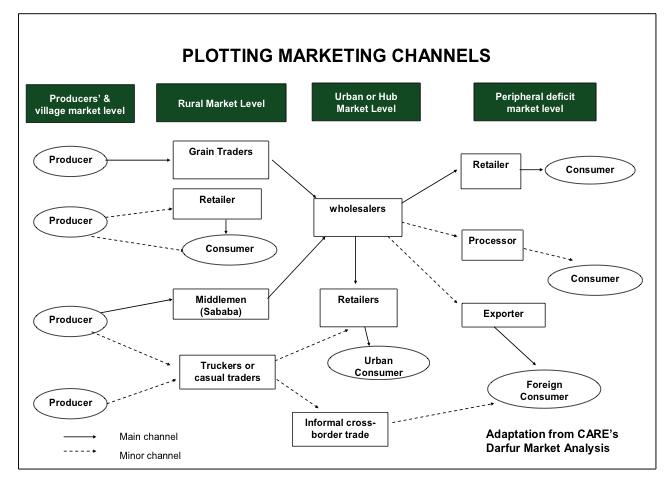 PLOTTING MARKETING CHANNELS
Producers' &
village market level
Rural Market Level
Urban or Hub
Market Level
Peripheral deficit
market level
Producer
Grain Traders
Retailer
Consumer
Producer
Retailer
Consumer
wholesalers
Processor
Consumer
Producer
Middlemen
(Sababa)
Retailers
Exporter
Truckers or
casual traders
Urban
Consumer
Foreign
Consumer
Producer
Informal cross-
border trade
Main channel
Minor channel
Adaptation from CARE's
Darfur Market Analysis